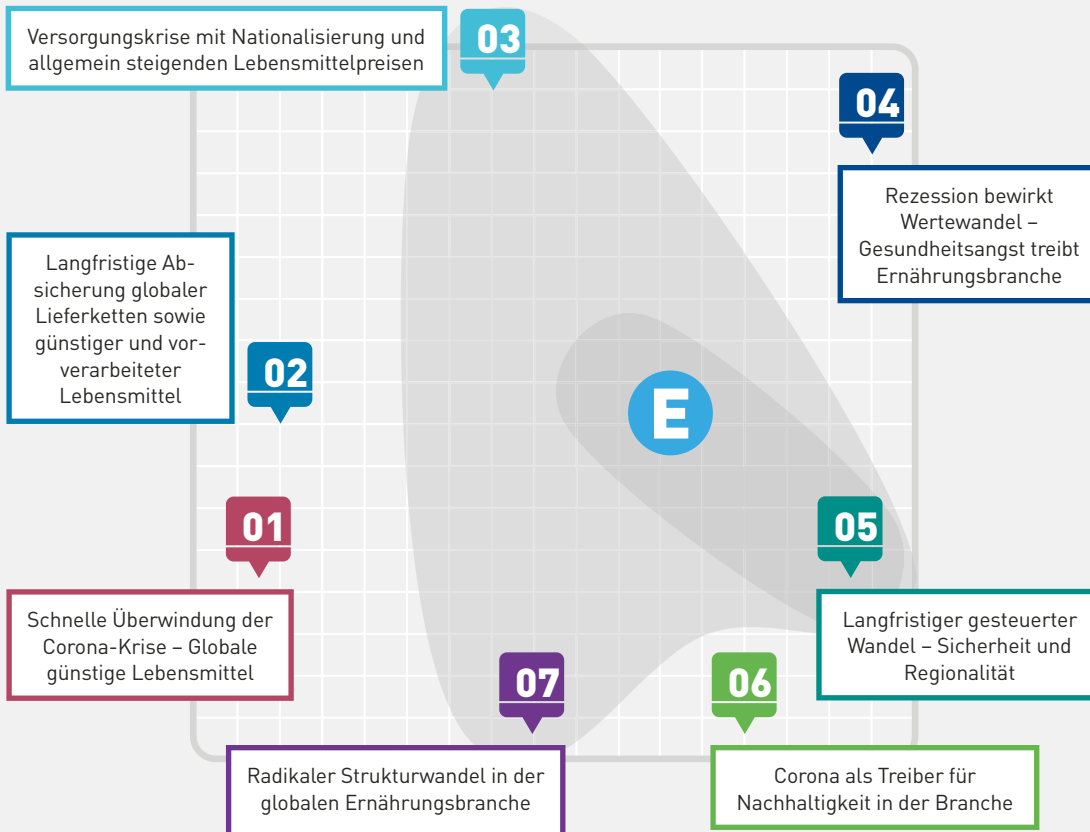 Versorgungskrise mit Nationalisierung und
allgemein steigenden Lebensmittelpreisen
03
04
Rezession bewirkt
Wertewandel –
Gesundheitsangst treibt
Ernährungsbranche
Langfristige Ab-
sicherung globaler
Lieferketten sowie
günstiger und vor-
verarbeiteter
Lebensmittel
02
E
01
Schnelle Überwindung der
Corona-Krise – Globale
günstige Lebensmittel
05
Langfristiger gesteuerter
Wandel – Sicherheit und
Regionalität
07
Radikaler Strukturwandel in der
globalen Ernährungsbranche
06
Corona als Treiber für
Nachhaltigkeit in der Branche